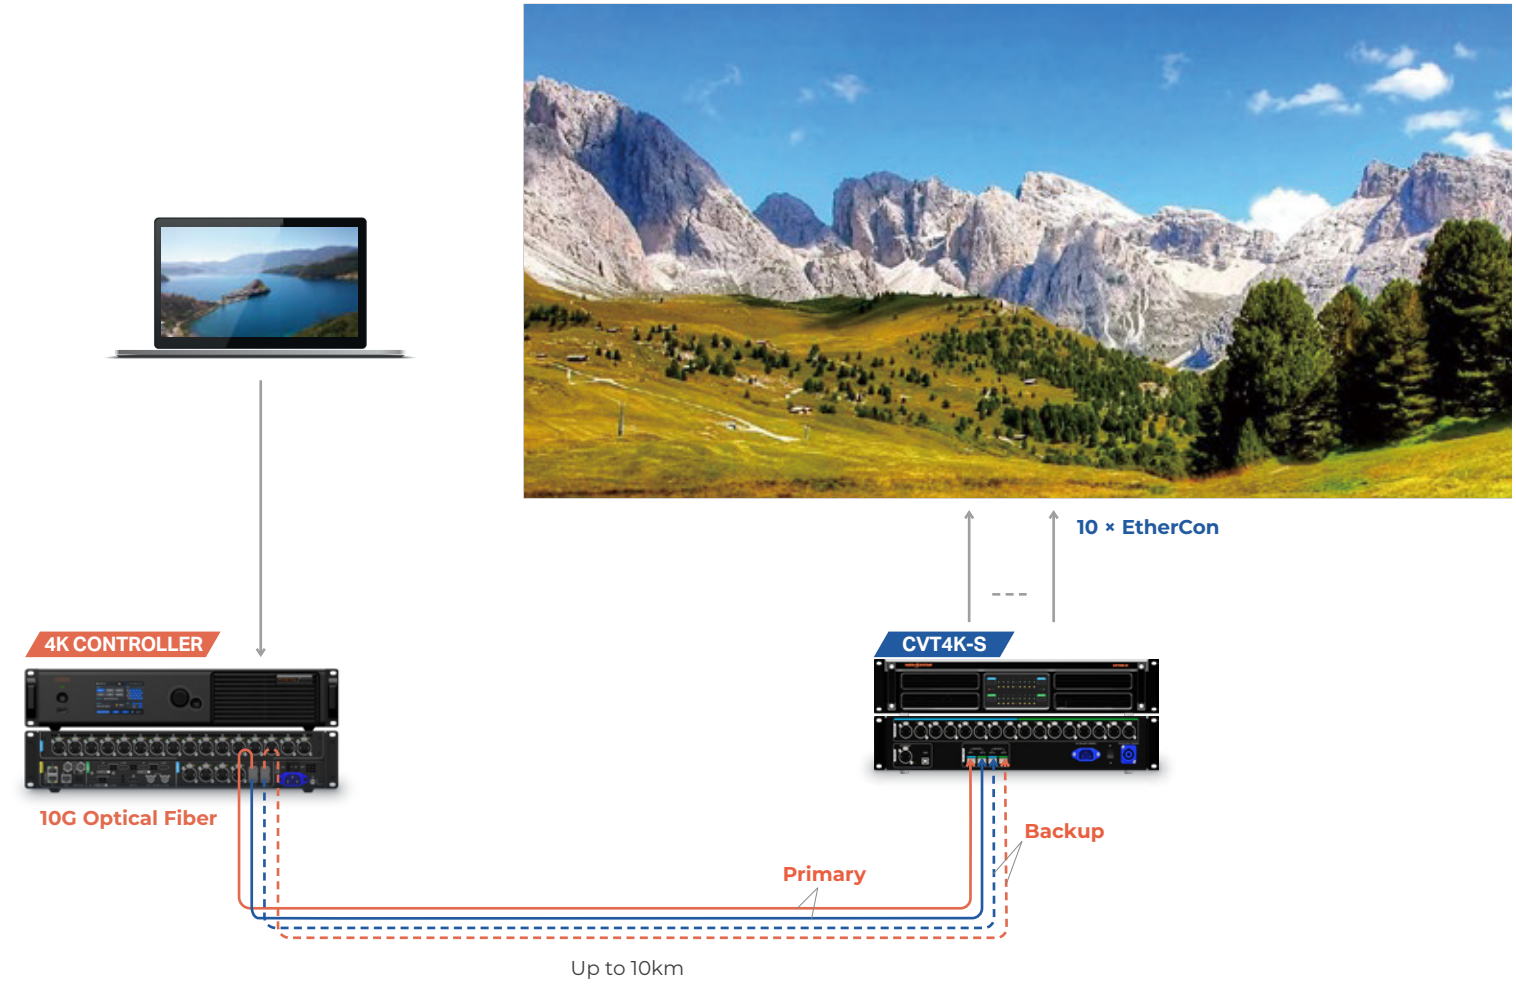 10 × EtherCon
4K CONTROLLER
CVT4K-S
10G Optical Fiber
Backup
Primary
Up to 10km